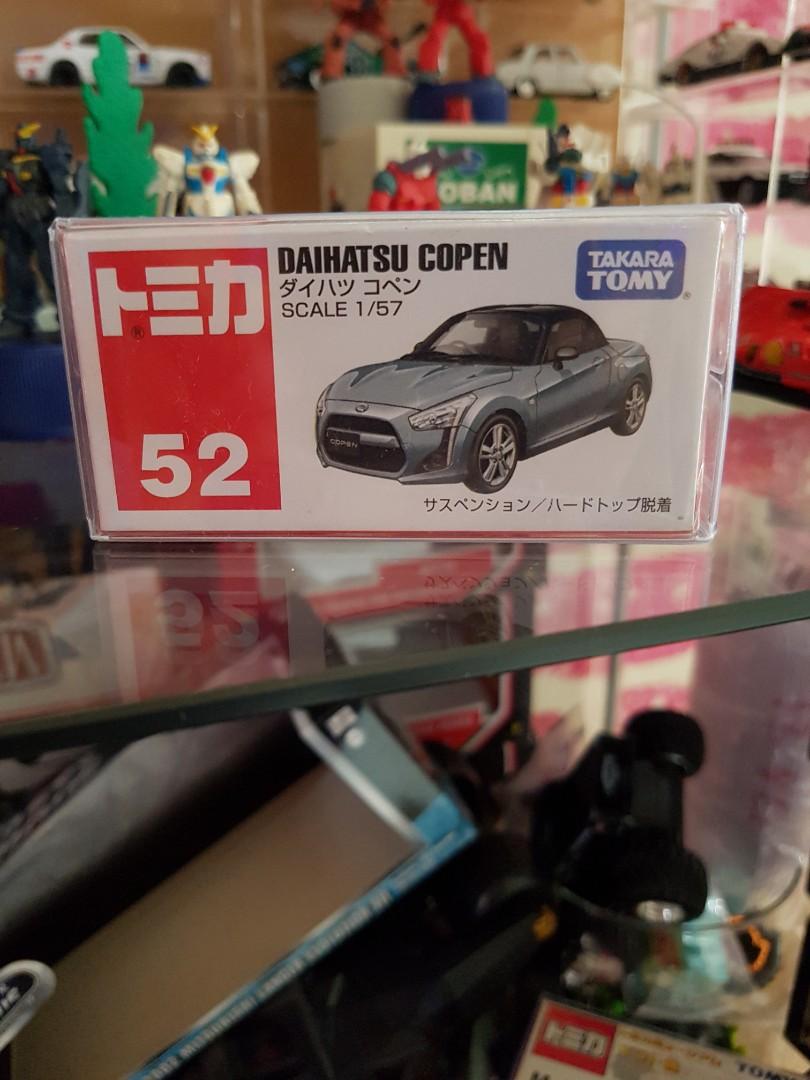 OBAN
トミカ
52
DAIHATSU COPEN
ダイハツ コペン
SCALE 1/57
TAKARA
TOMY
COPEN
サスペンション／ハードトップ脱着
トミカ
TOMY